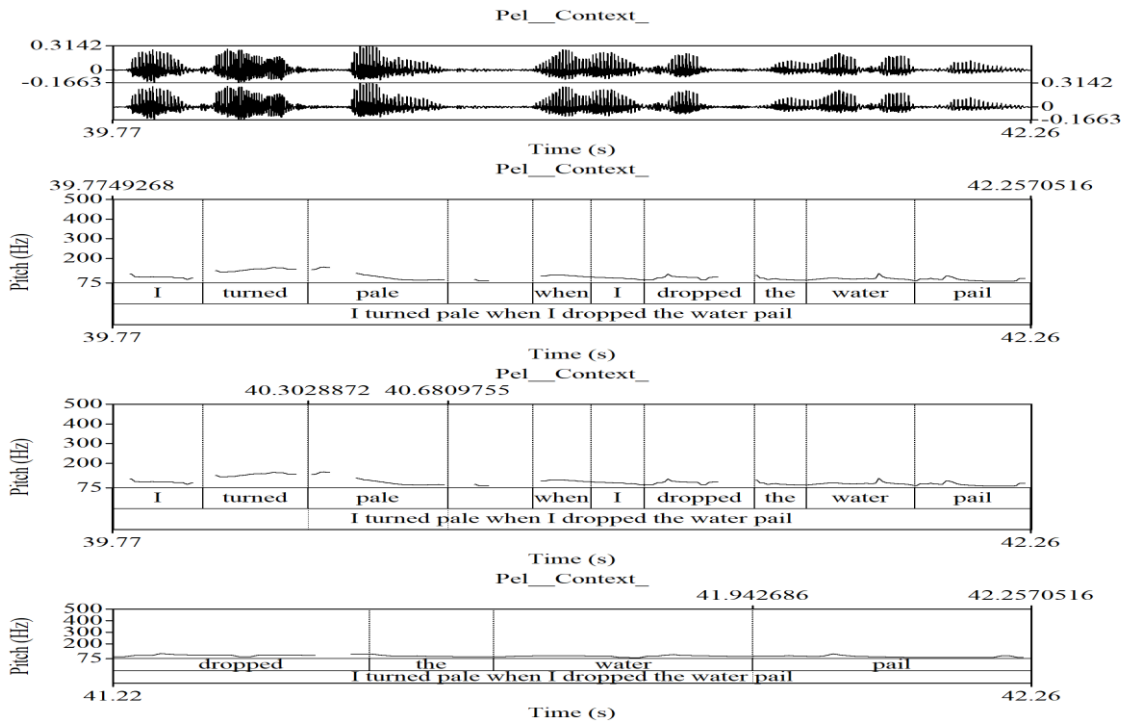 Pel__Context_
0.3142
0
-0.1663
0.3142
0
-0.1663
39.77 42.26
Time (s)
Pel__Context_
39.7749268 42.2570516
500
400
300
200
75
Pitch (Hz)
I turned pale when I dropped the water pail
I turned pale when I dropped the water pail
39.77 42.26
Time (s)
Pel__Context_
40.3028872 40.6809755
500
400
300
200
75
Pitch (Hz)
I turned pale when I dropped the water pail
I turned pale when I dropped the water pail
39.77 42.26
Time (s)
Pel__Context_
41.942686 42.2570516
500
400
300
200
75
Pitch (Hz)
dropped the water pail
I turned pale when I dropped the water pail
41.22 42.26
Time (s)